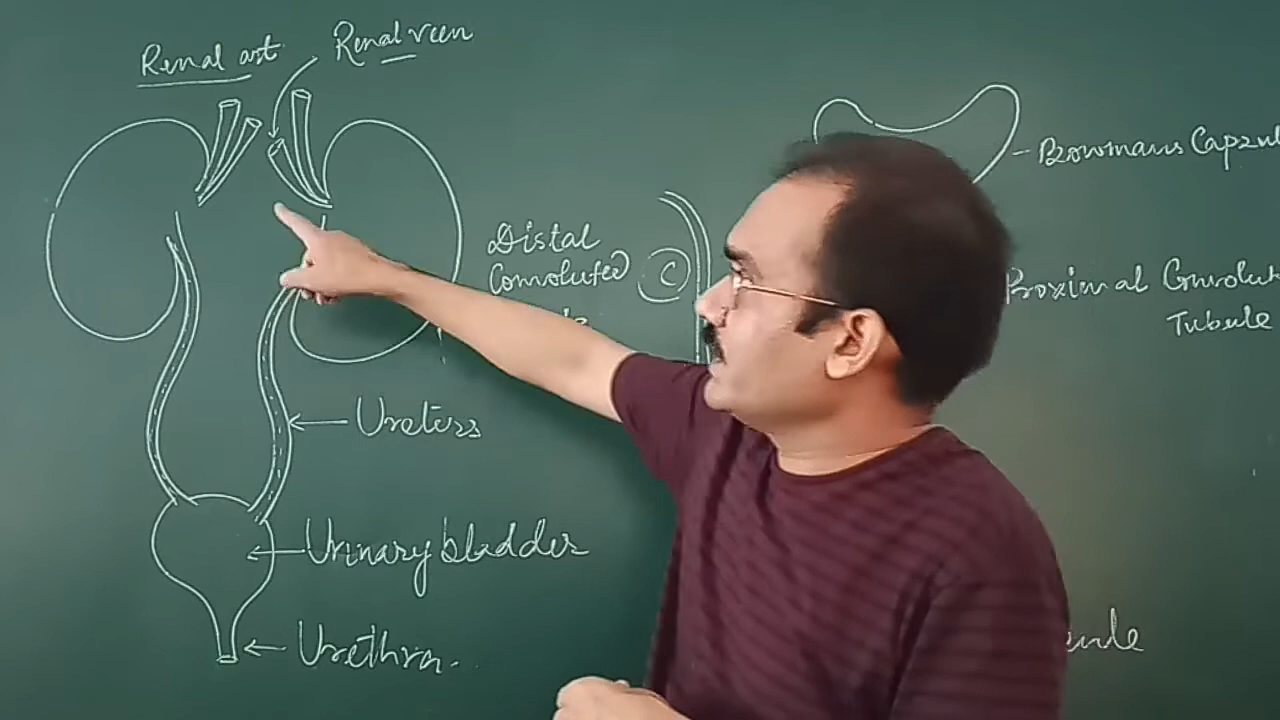 Renal art
Renal veen
Bowmans Capsul
Distal
Convoluted
C
Proximal Convolut
Tubule
Ureters
Urinary bladder
Urethra.